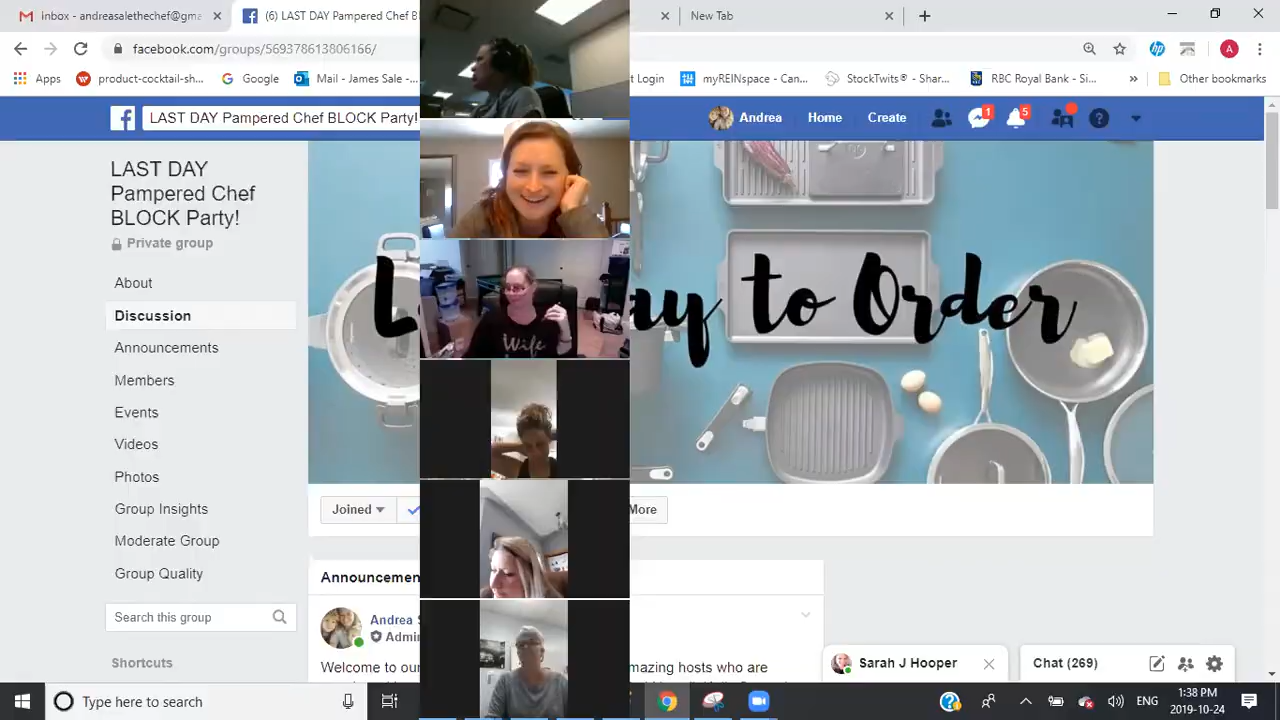 Inbox - andreasalethechef@gma
(6) LAST DAY Pampered Chef B
New Tab
facebook.com/groups/569378613806166/
Apps
product-cocktail-sh...
Google
Mail - James Sale -...
t Login
myREINspace - Can...
StockTwits® - Shar...
RBC Royal Bank - Si...
Other bookmarks
LAST DAY Pampered Chef BLOCK Party!
Andrea
Home
Create
1
5
LAST DAY
Pampered Chef
BLOCK Party!
Private group
About
Discussion
Announcements
Members
Events
Videos
Photos
Group Insights
Moderate Group
Group Quality
Search this group
Shortcuts
L
ay to Order
Wife
Joined
More
Announcemen
Andrea S
Admi
Welcome to our
mazing hosts who are
Sarah J Hooper
Chat (269)
Type here to search
ENG
1:38 PM
2019-10-24